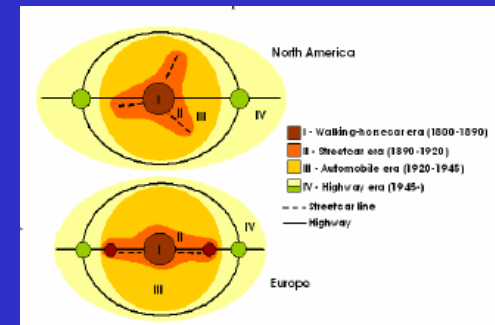 North America
I
II
III
IV
I - Walking-horsecar era (1800-1890)
II - Streetcar era (1890-1920)
III - Automobile era (1920-1945)
IV - Highway era (1945-)
Streetcar line
Highway
II
I
IV
III
Europe